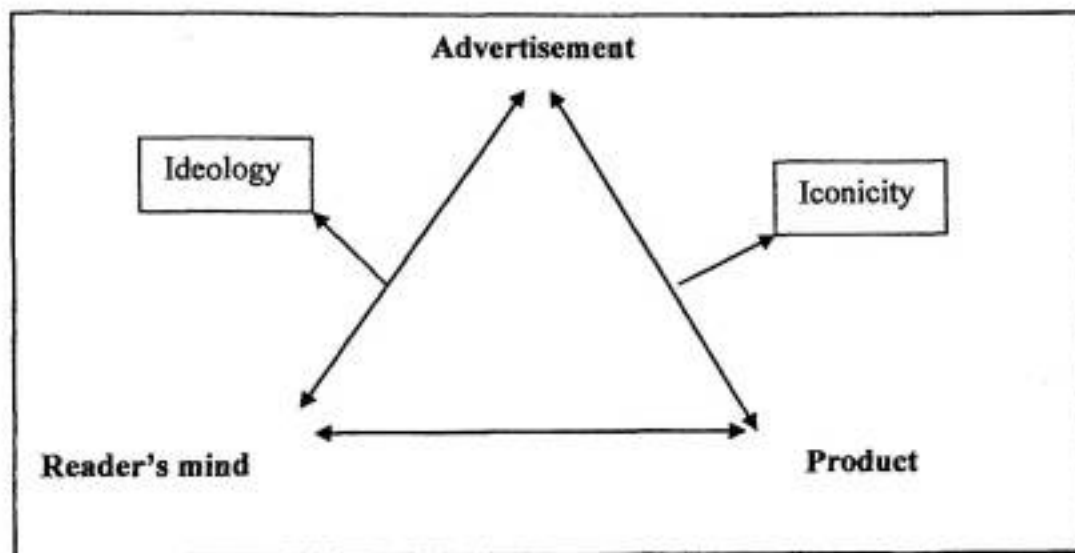 Advertisement
Ideology
Iconicity
Reader's mind
Product